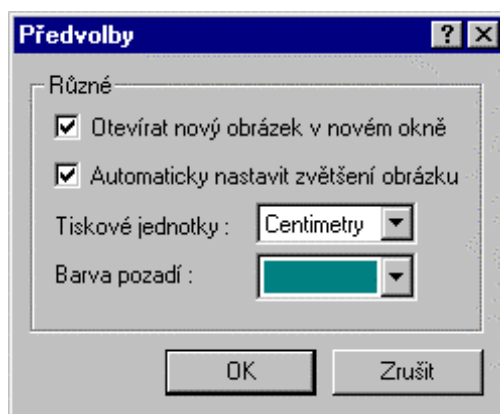 Předvolby
Různé
Otevírat nový obrázek v novém okně
Automaticky nastavit zvětšení obrázku
Tiskové jednotky : Centimetry
Barva pozadí :
OK Zrušit